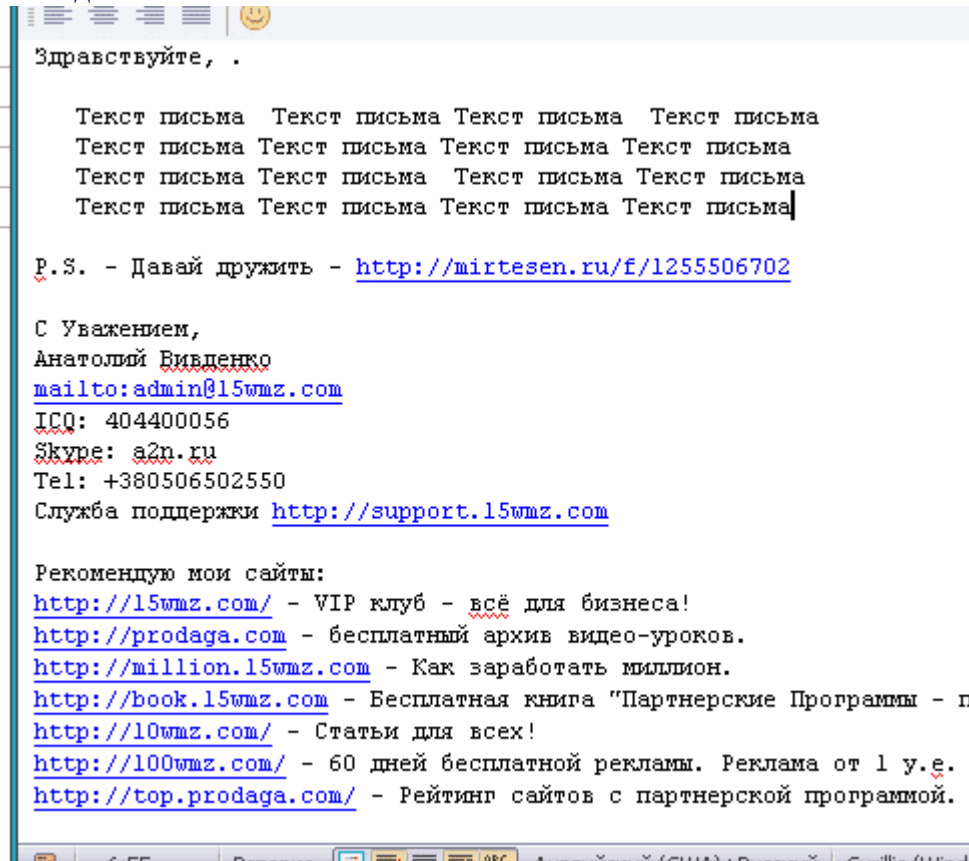 Здравствуйте, .
Текст письма Текст письма Текст письма Текст письма
Текст письма Текст письма Текст письма Текст письма
Текст письма Текст письма Текст письма Текст письма
Текст письма Текст письма Текст письма Текст письма
P.S. - Давай дружить - http://mirtesen.ru/f/1255506702
С Уважением,
Анатолий Вивденко
mailto:admin@15wmz.com
ICQ: 404400056
Skype: a2n.ru
Tel: +380506502550
Служба поддержки http://support.15wmz.com
Рекомендую мои сайты:
http://15wmz.com/ - VIP клуб - всё для бизнеса!
http://prodaga.com - бесплатный архив видео-уроков.
http://million.15wmz.com - Как заработать миллион.
http://book.15wmz.com - Бесплатная книга "Партнерские Программы - п
http://10wmz.com/ - Статьи для всех!
http://100wmz.com/ - 60 дней бесплатной рекламы. Реклама от 1 у.е.
http://top.prodaga.com/ - Рейтинг сайтов с партнерской программой.